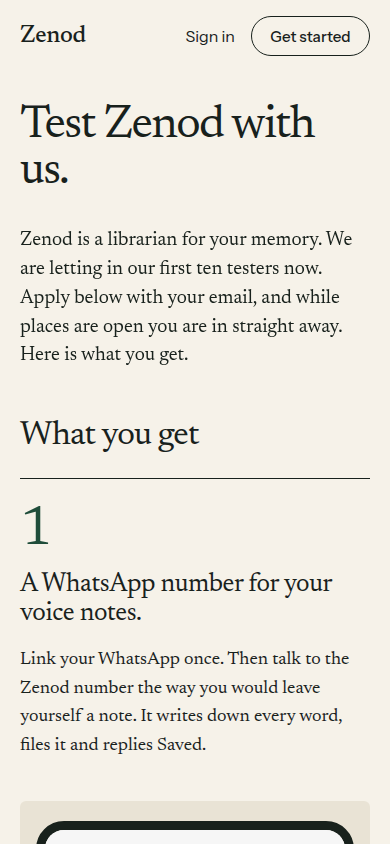 Zenod
Sign in
Get started
Test Zenod with
us.
Zenod is a librarian for your memory. We
are letting in our first ten testers now.
Apply below with your email, and while
places are open you are in straight away.
Here is what you get.
What you get
1
A WhatsApp number for your
voice notes.
Link your WhatsApp once. Then talk to the
Zenod number the way you would leave
yourself a note. It writes down every word,
files it and replies Saved.